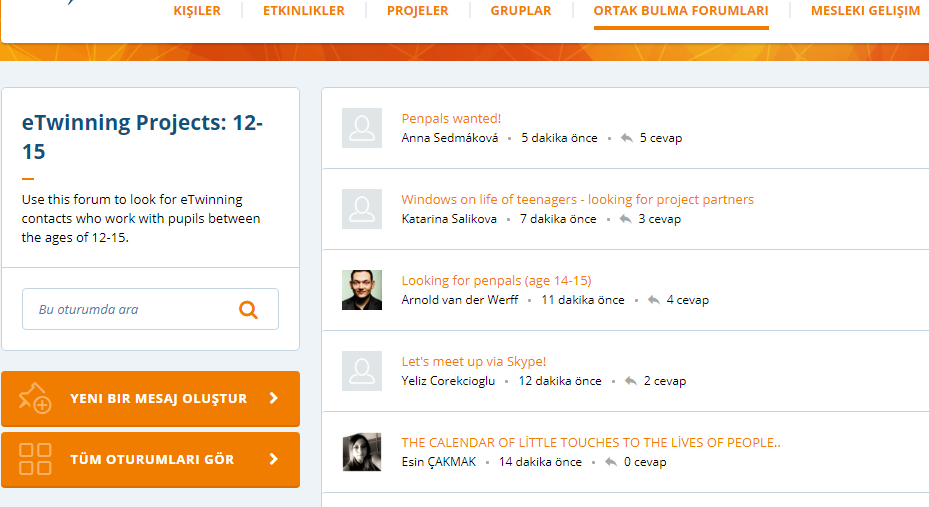 KIŞILER ETKINLIKLER PROJELER GRUPLAR ORTAK BULMA FORUMLARI MESLEKI GELIŞIM
eTwinning Projects: 12-
15
Use this forum to look for eTwinning
contacts who work with pupils between
the ages of 12-15.
Bu oturumda ara
YENI BIR MESAJ OLUŞTUR
TÜM OTURUMLARI GÖR
Penpals wanted!
Anna Sedmáková • 5 dakika önce • 5 cevap
Windows on life of teenagers - looking for project partners
Katarina Salikova • 7 dakika önce • 3 cevap
Looking for penpals (age 14-15)
Arnold van der Werff • 11 dakika önce • 4 cevap
Let's meet up via Skype!
Yeliz Corekcioglu • 12 dakika önce • 2 cevap
THE CALENDAR OF LİTTLE TOUCHES TO THE LİVES OF PEOPLE..
Esin ÇAKMAK • 14 dakika önce • 0 cevap